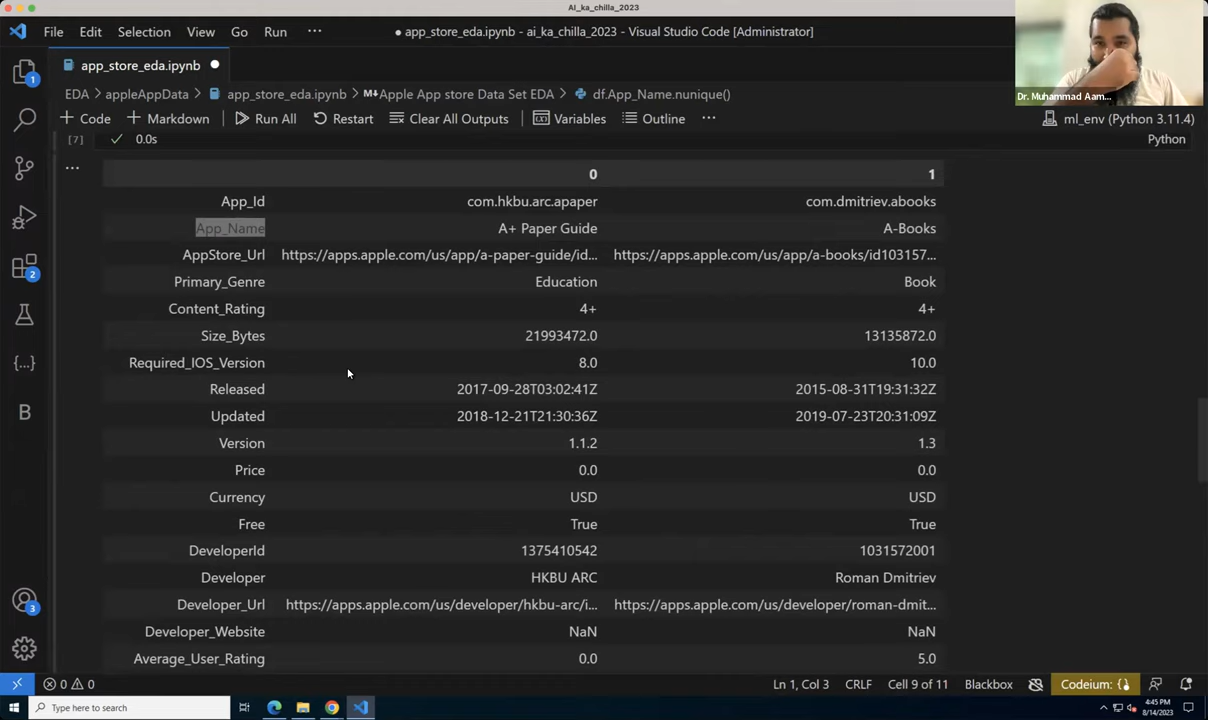 AI_ka_chilla_2023
File Edit Selection View Go Run ··· ● app_store_eda.ipynb - ai_ka_chilla_2023 - Visual Studio Code [Administrator]
app_store_eda.ipynb ●
EDA > appleAppData > app_store_eda.ipynb > M↓Apple App store Data Set EDA > df.App_Name.nunique()
+ Code + Markdown Run All Restart Clear All Outputs Variables Outline ··· ml_env (Python 3.11.4)
Dr. Muhammad Aam...
[7] ✓ 0.0s Python
0 1
App_Id com.hkbu.arc.apaper com.dmitriev.abooks
App_Name A+ Paper Guide A-Books
AppStore_Url https://apps.apple.com/us/app/a-paper-guide/id... https://apps.apple.com/us/app/a-books/id103157...
Primary_Genre Education Book
Content_Rating 4+ 4+
Size_Bytes 21993472.0 13135872.0
Required_IOS_Version 8.0 10.0
Released 2017-09-28T03:02:41Z 2015-08-31T19:31:32Z
Updated 2018-12-21T21:30:36Z 2019-07-23T20:31:09Z
Version 1.1.2 1.3
Price 0.0 0.0
Currency USD USD
Free True True
DeveloperId 1375410542 1031572001
Developer HKBU ARC Roman Dmitriev
Developer_Url https://apps.apple.com/us/developer/hkbu-arc/i... https://apps.apple.com/us/developer/roman-dmit...
Developer_Website NaN NaN
Average_User_Rating 0.0 5.0
1
2
{...}
B
3
0 0 Ln 1, Col 3 CRLF Cell 9 of 11 Blackbox Codeium: {}
Type here to search
4:45 PM
8/14/2023